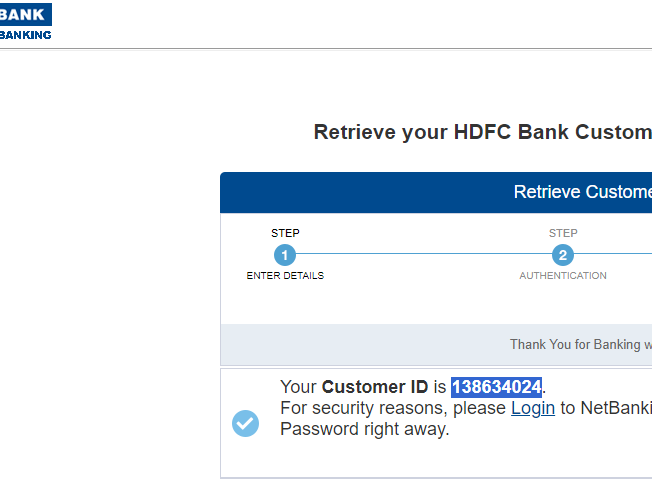 BANK
BANKING
Retrieve your HDFC Bank Custom
Retrieve Custome
STEP STEP
1 2
ENTER DETAILS AUTHENTICATION
Thank You for Banking w
Your Customer ID is 138634024.
For security reasons, please Login to NetBanki
Password right away.